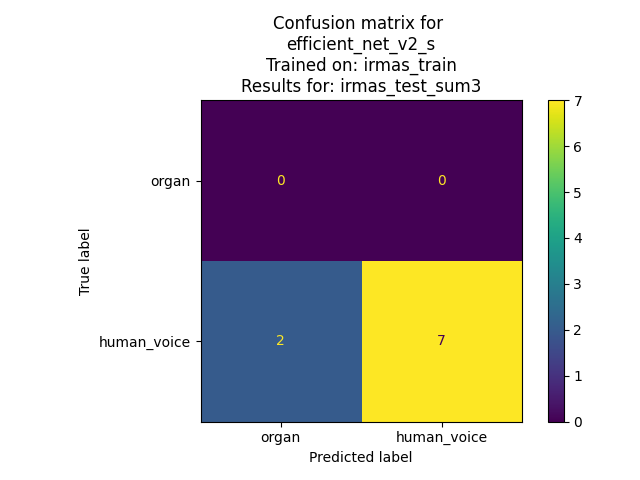 Confusion matrix for
efficient_net_v2_s
Trained on: irmas_train
Results for: irmas_test_sum3
organ
human_voice
True label
0 0
2 7
organ human_voice
Predicted label
7
6
5
4
3
2
1
0